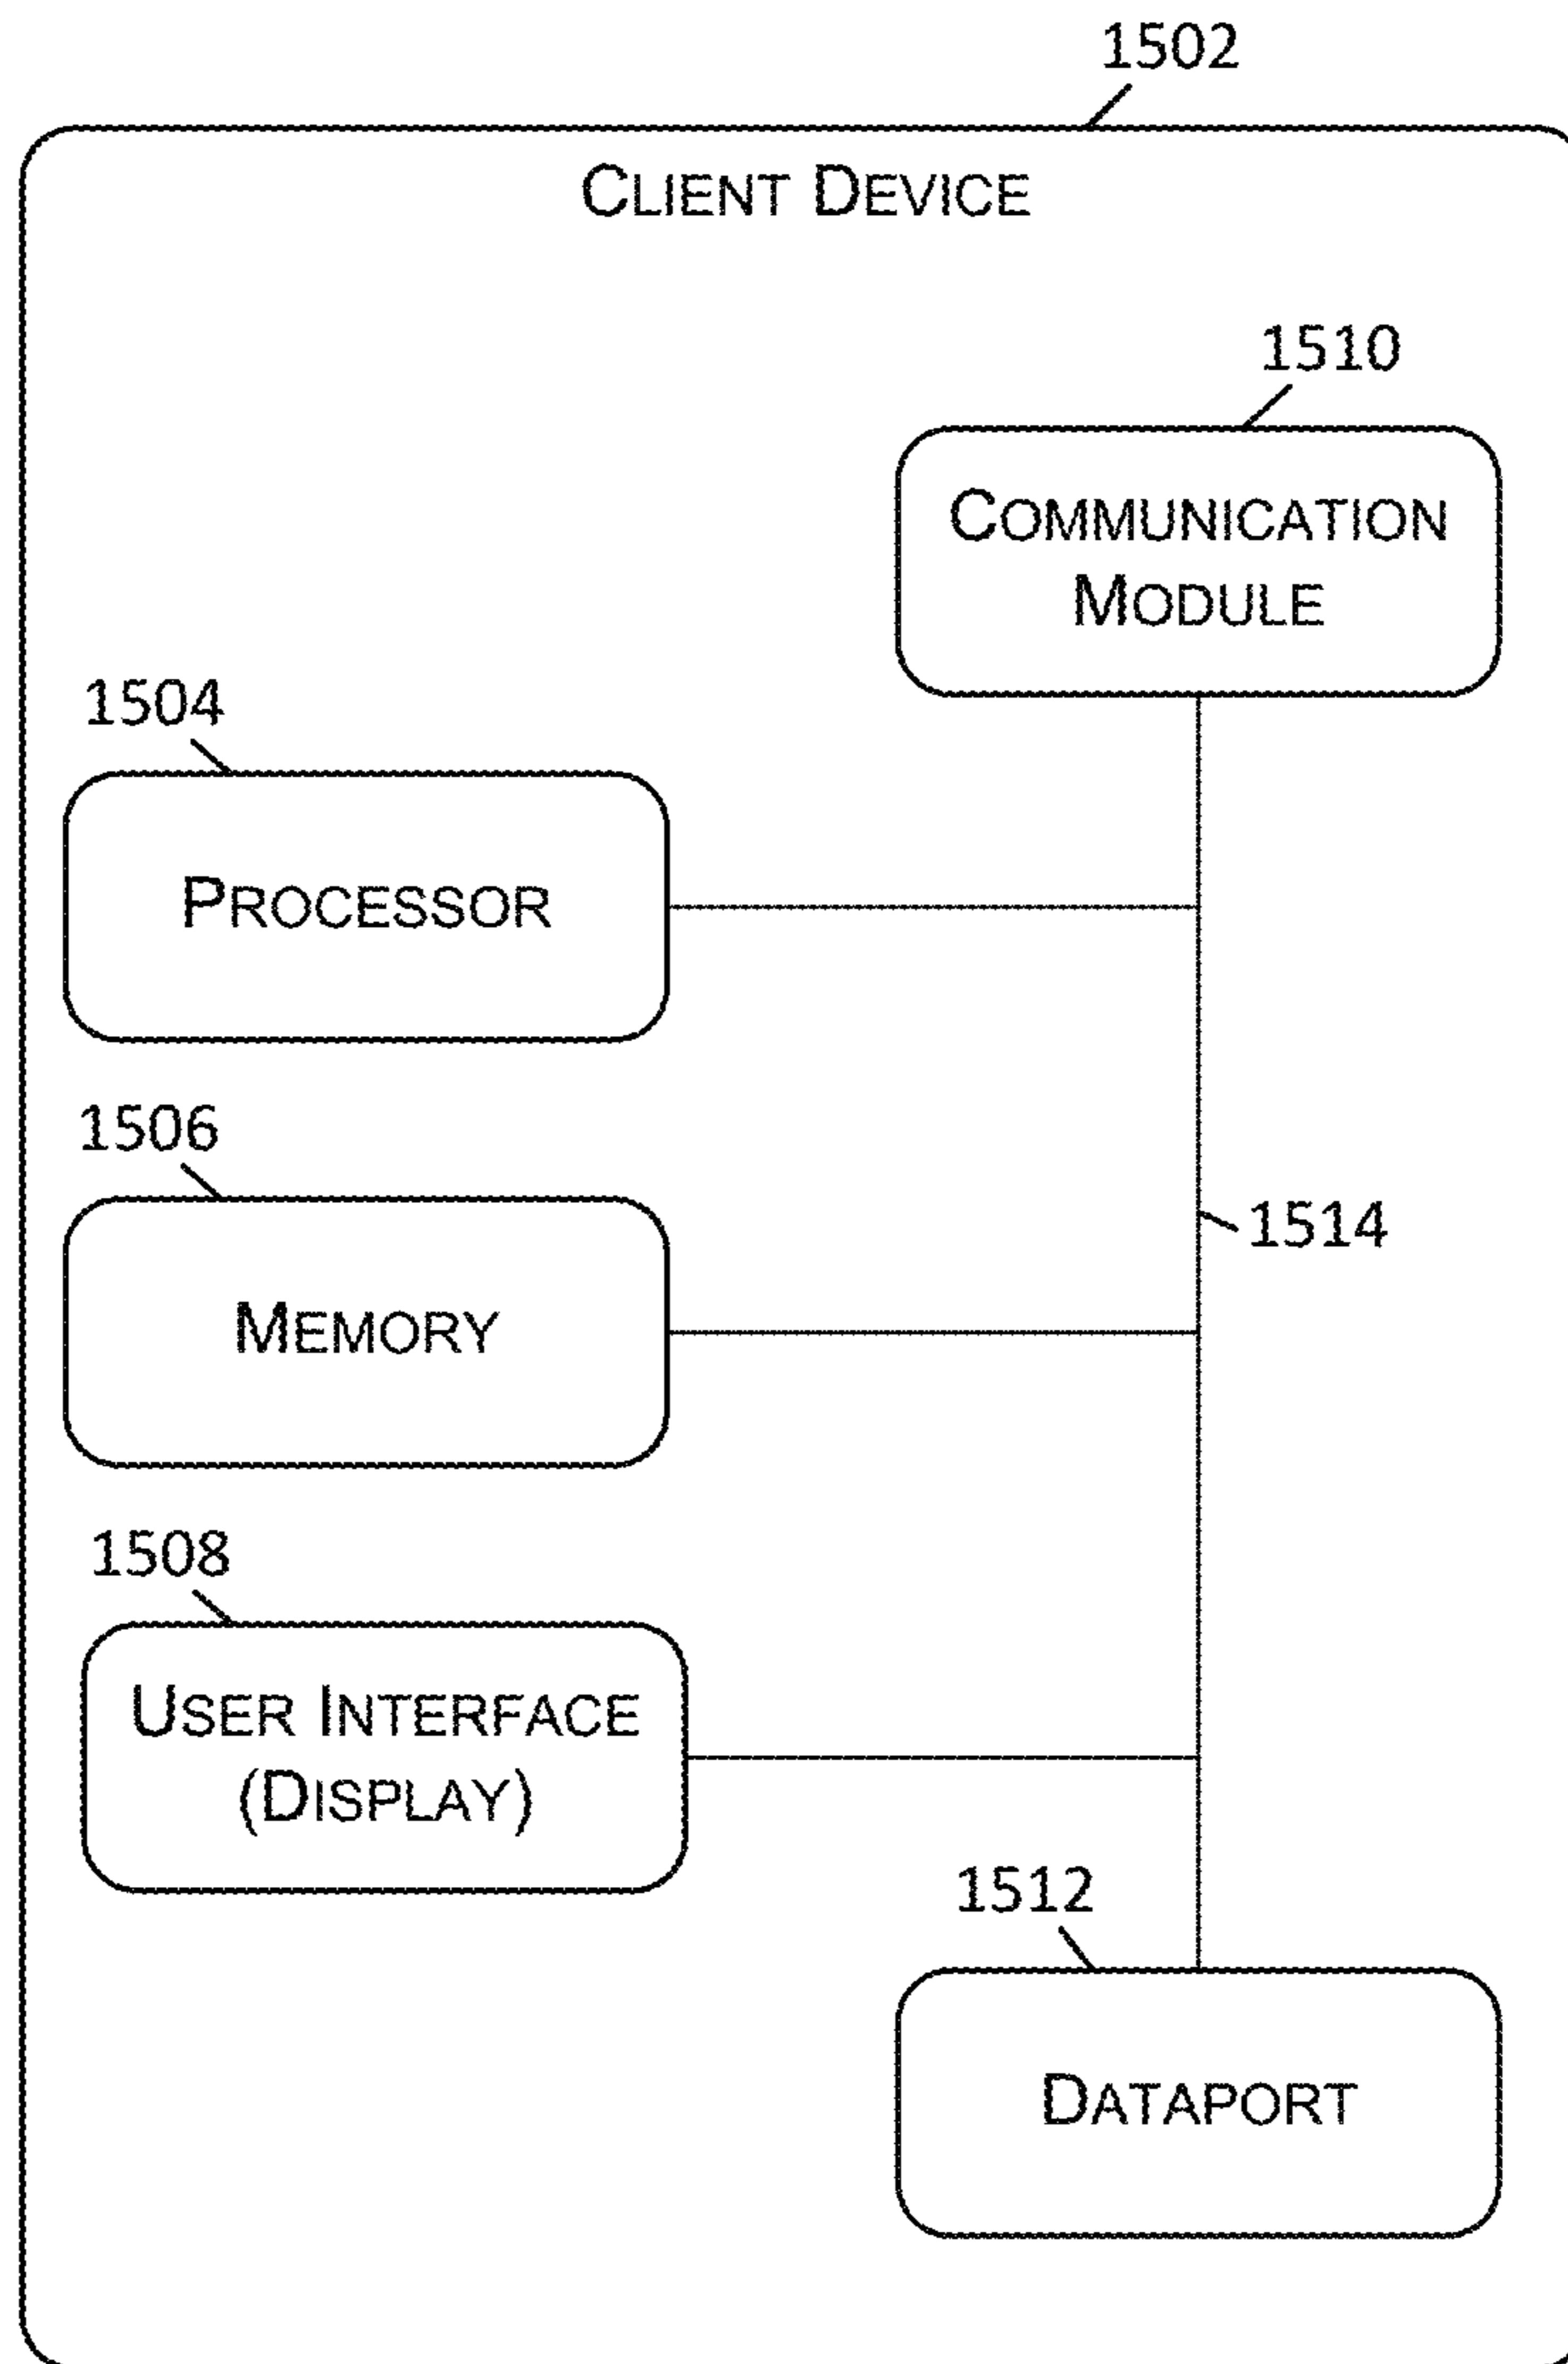 1502
CLIENT DEVICE
1510
COMMUNICATION
MODULE
1504
PROCESSOR
1506
1514
MEMORY
1508
USER INTERFACE
(DISPLAY)
1512
DATAPORT